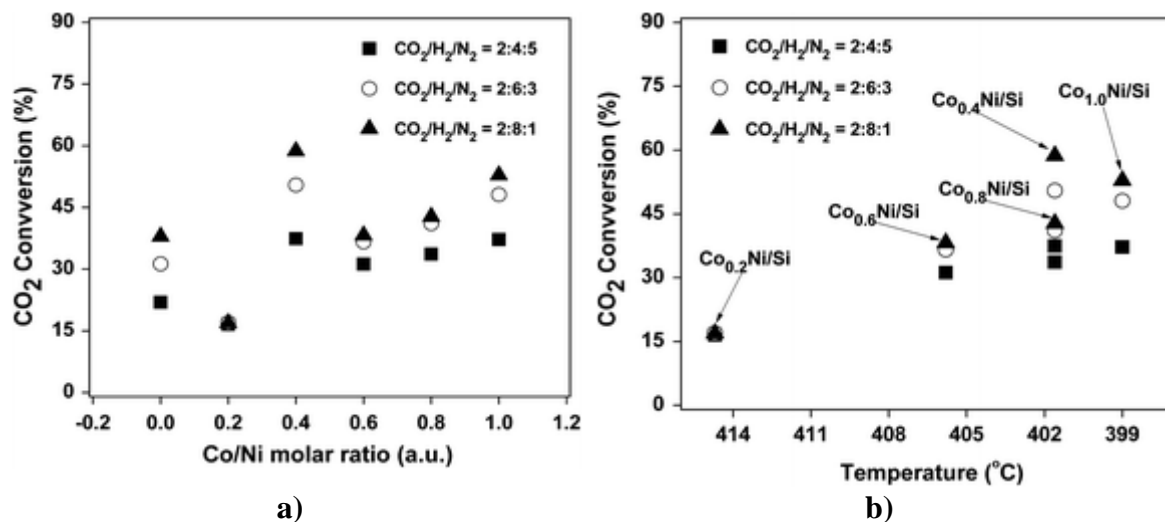 90
75
60
45
30
15
0
CO2 Convversion (%)
CO2/H2/N2 = 2:4:5
CO2/H2/N2 = 2:6:3
CO2/H2/N2 = 2:8:1
-0.2
0.0
0.2
0.4
0.6
0.8
1.0
1.2
Co/Ni molar ratio (a.u.)
a)
90
75
60
45
30
15
0
CO2 Conversion (%)
CO2/H2/N2 = 2:4:5
CO2/H2/N2 = 2:6:3
CO2/H2/N2 = 2:8:1
Co0.4Ni/Si
Co1.0Ni/Si
Co0.8Ni/Si
Co0.6Ni/Si
Co0.2Ni/Si
414
411
408
405
402
399
Temperature (oC)
b)